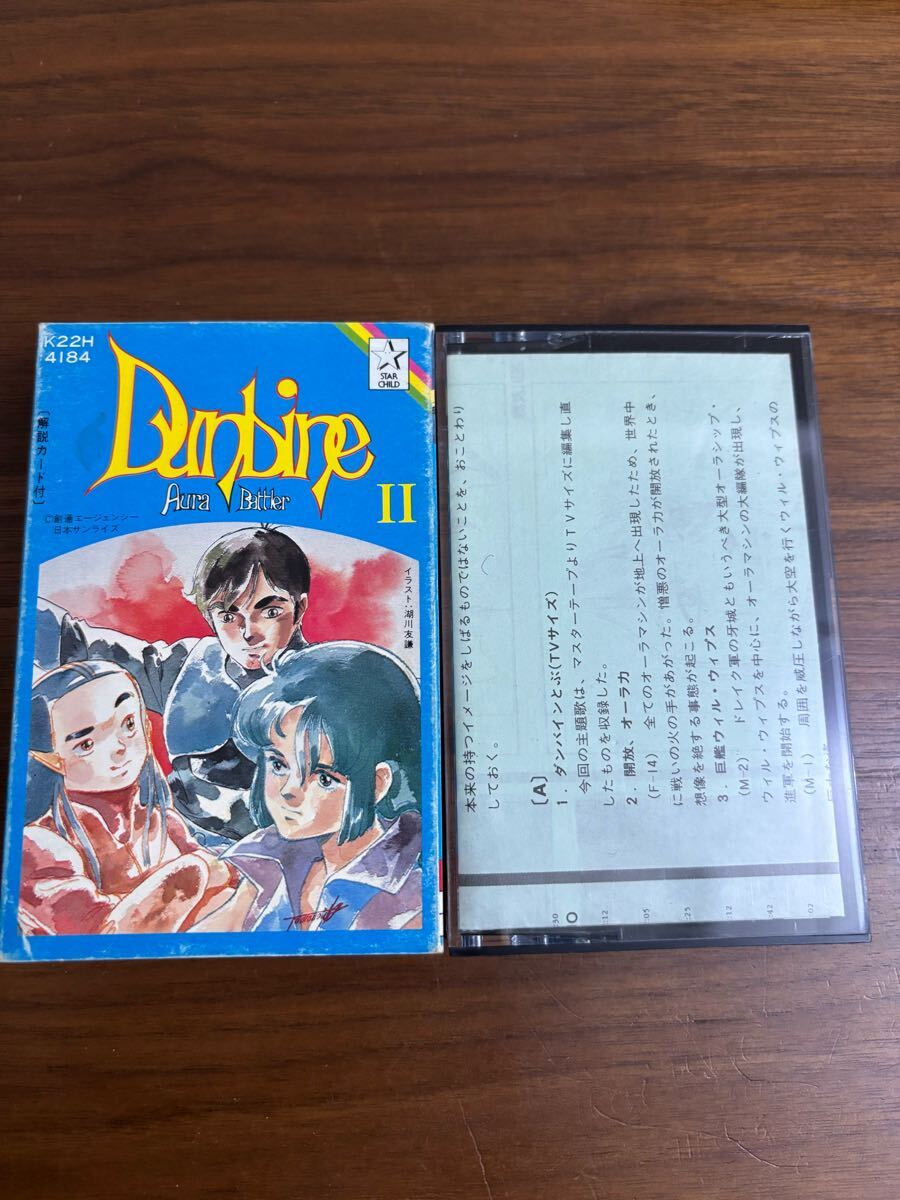 K22H
4184
STAR
CHILD
Dunbine
Aura Battler
II
〔解説カード付〕
©創通エージェンシー
日本サンライズ
イラスト:湖川友謙
本来の持つイメージをしばるものではないことを、おことわり
しておく。
〔A〕
1.ダンバインとぶ(TVサイズ)
今回の主題歌は、マスターテープよりTVサイズに編集し直
したものを収録した。
2.開放、オーラ力
(F-14) 全てのオーラマシンが地上へ出現したため、世界中
に戦いの火の手があがった。憎悪のオーラ力が開放されたとき、
想像を絶する事態が起こる。
3.巨艦ウィル・ウィプス
(M-2) ドレイク軍の牙城ともいうべき大型オーラシップ・
ウィル・ウィプスを中心に、オーラマシンの大編隊が出現し、
進軍を開始する。
(M-1) 周囲を威圧しながら大空を行くウィル・ウィプスの
:30
:12
:05
:25
:12
:42
:02